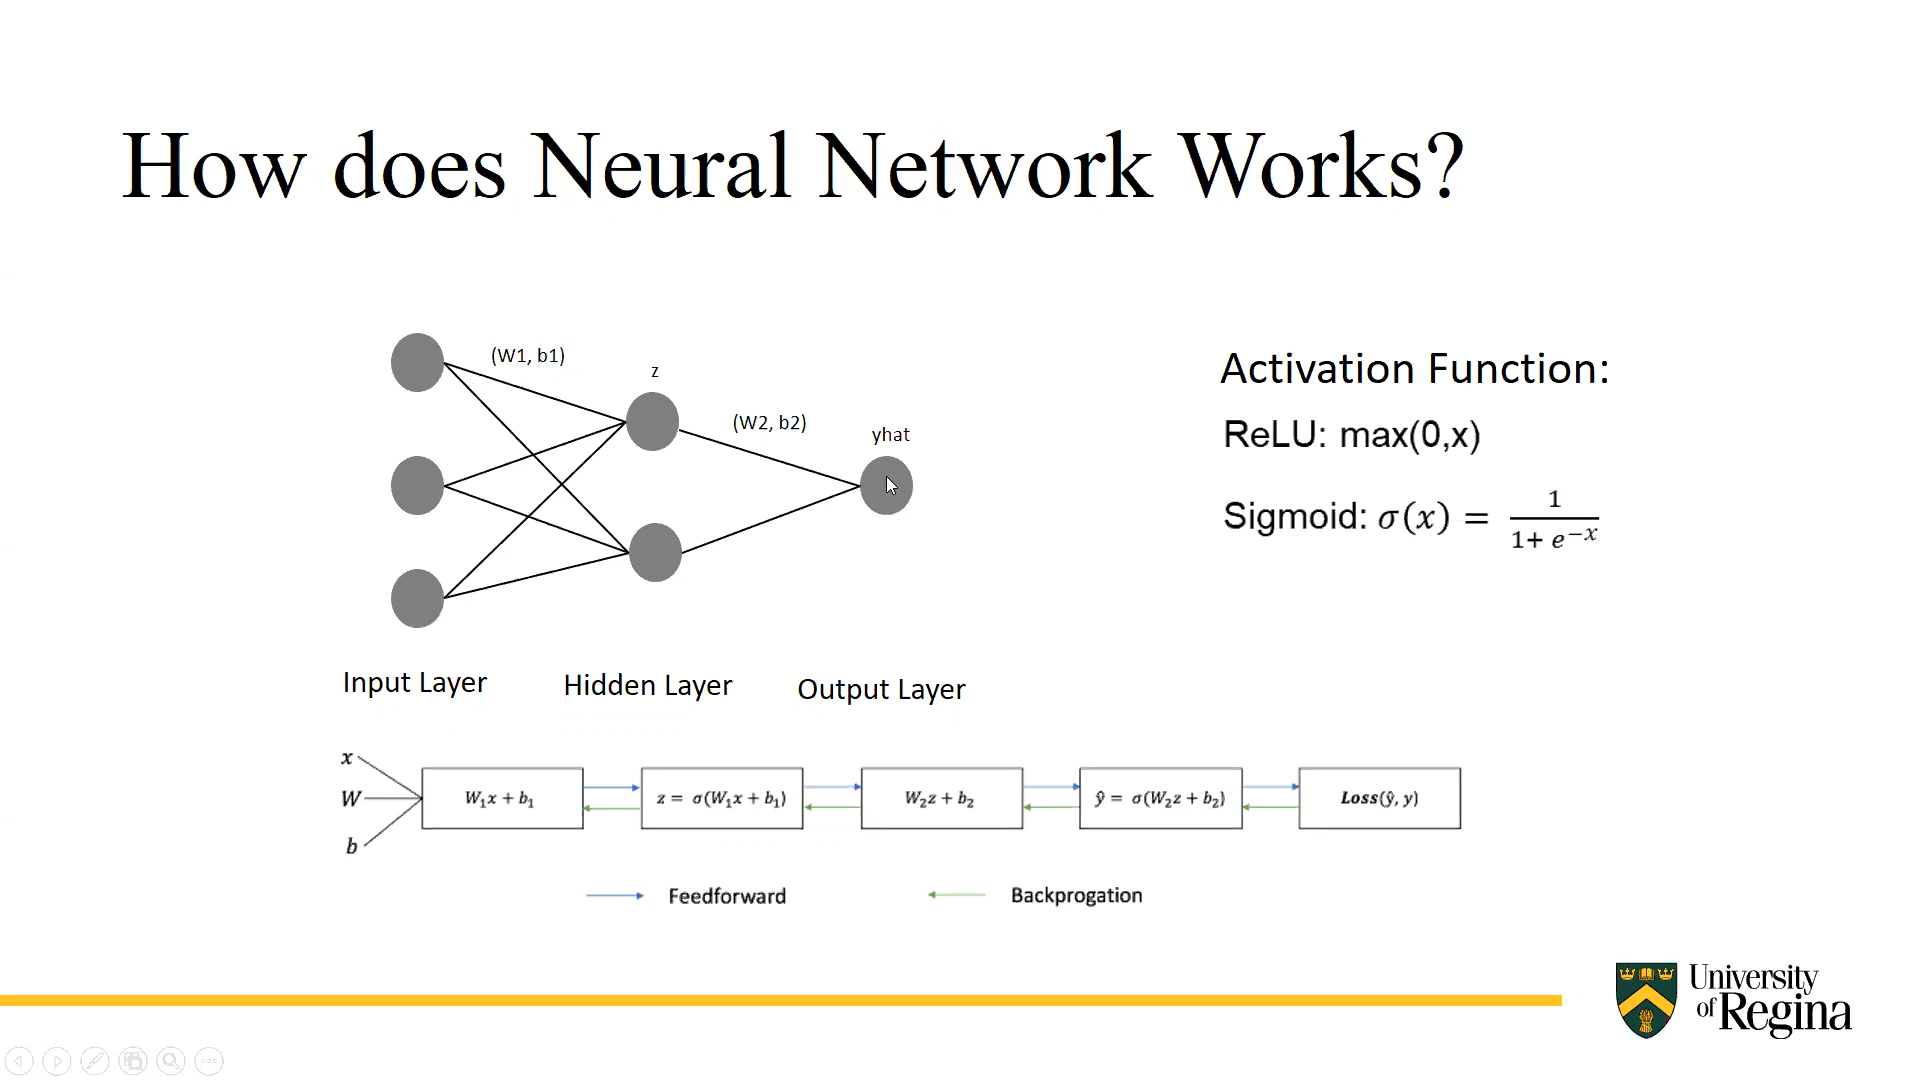 How does Neural Network Works?
(W1, b1)
z
(W2, b2)
yhat
Activation Function:
ReLU: max(0,x)
Sigmoid: σ(x) = 1 / 1+ e^−x
Input Layer
Hidden Layer
Output Layer
x
W
b
W₁x + b₁
z = σ(W₁x + b₁)
W₂z + b₂
ŷ = σ(W₂z + b₂)
Loss(ŷ, y)
Feedforward
Backprogation
University
of Regina